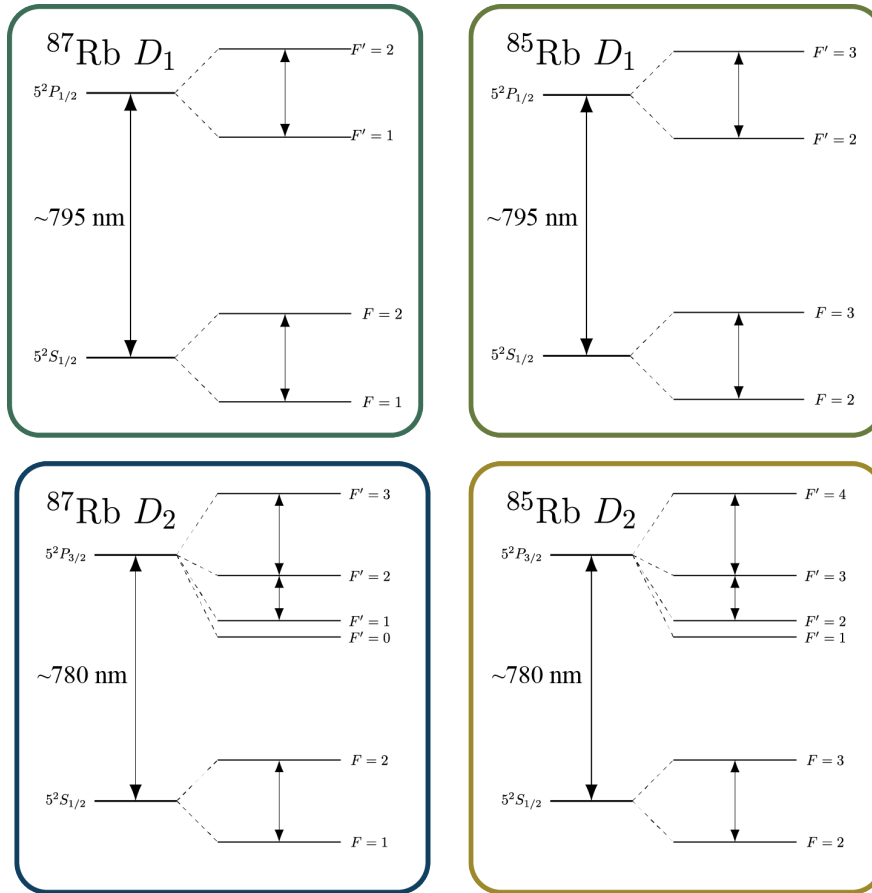 ⁸⁷Rb D₁
F′ = 2
5²P₁/₂
F′ = 1
~795 nm
F = 2
5²S₁/₂
F = 1
⁸⁵Rb D₁
F′ = 3
5²P₁/₂
F′ = 2
~795 nm
F = 3
5²S₁/₂
F = 2
⁸⁷Rb D₂
F′ = 3
5²P₃/₂
F′ = 2
F′ = 1
F′ = 0
~780 nm
F = 2
5²S₁/₂
F = 1
⁸⁵Rb D₂
F′ = 4
5²P₃/₂
F′ = 3
F′ = 2
F′ = 1
~780 nm
F = 3
5²S₁/₂
F = 2